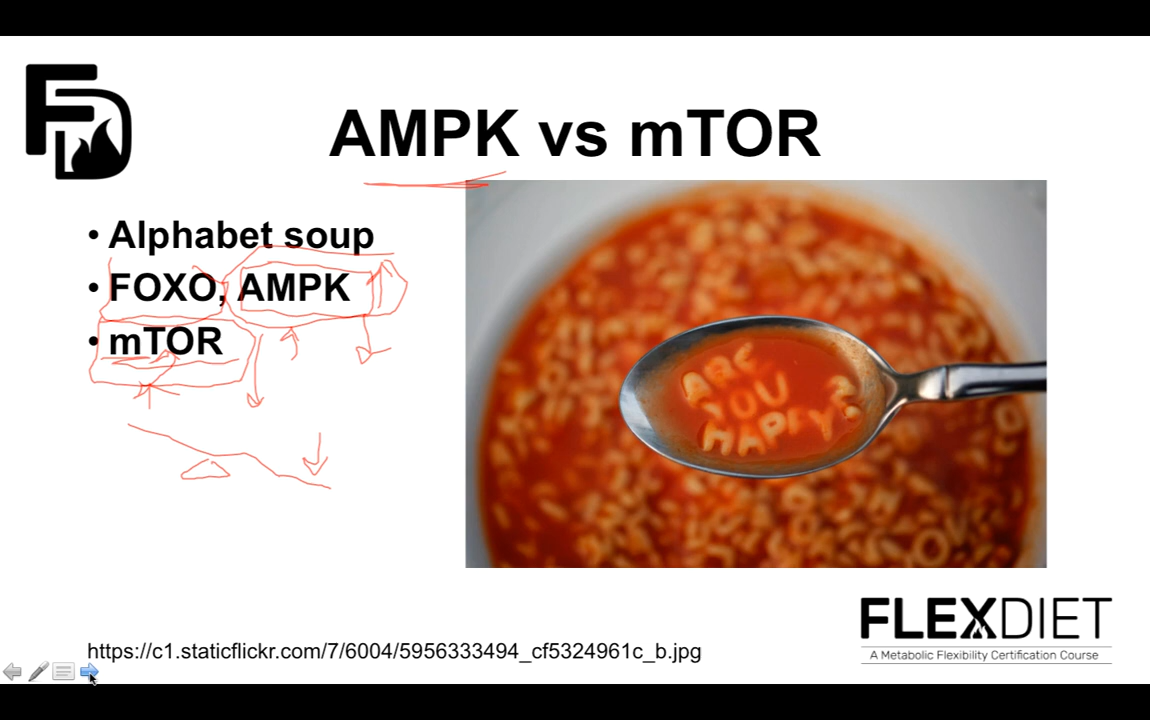 FD
AMPK vs mTOR
• Alphabet soup
• FOXO, AMPK
• mTOR
ARE
YOU
HAPPY?
https://c1.staticflickr.com/7/6004/5956333494_cf5324961c_b.jpg
FLEXDIET
A Metabolic Flexibility Certification Course